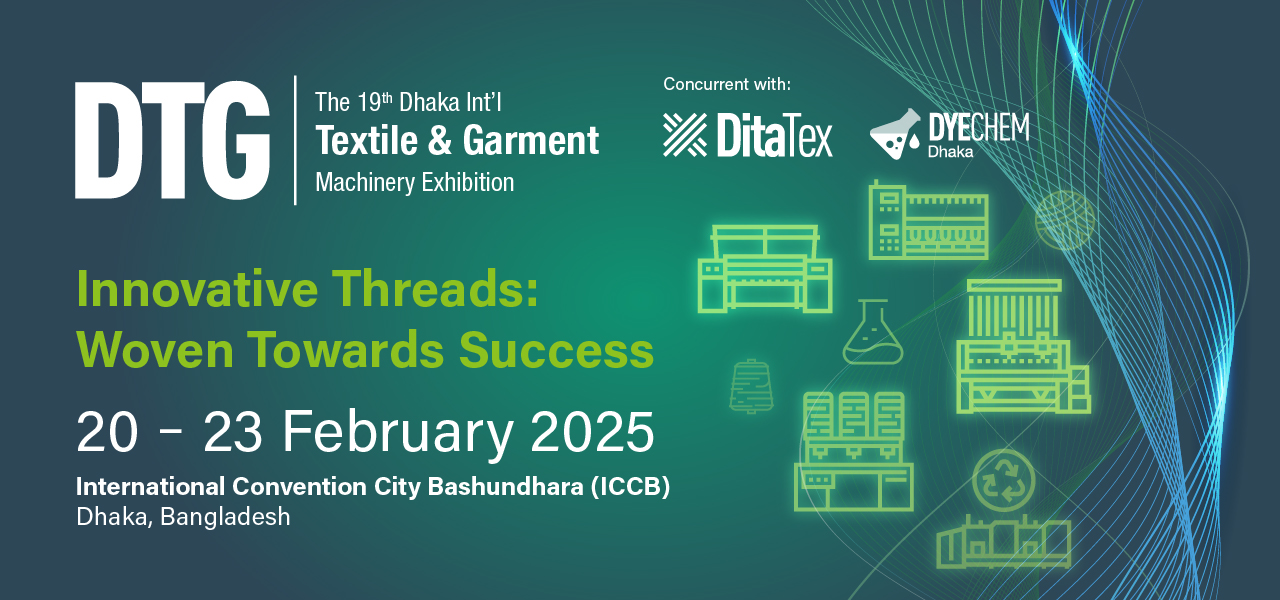 DTG
The 19th Dhaka Int'l
Textile & Garment
Machinery Exhibition
Concurrent with:
DitaTex
DYECHEM
Dhaka
Innovative Threads:
Woven Towards Success
20 – 23 February 2025
International Convention City Bashundhara (ICCB)
Dhaka, Bangladesh